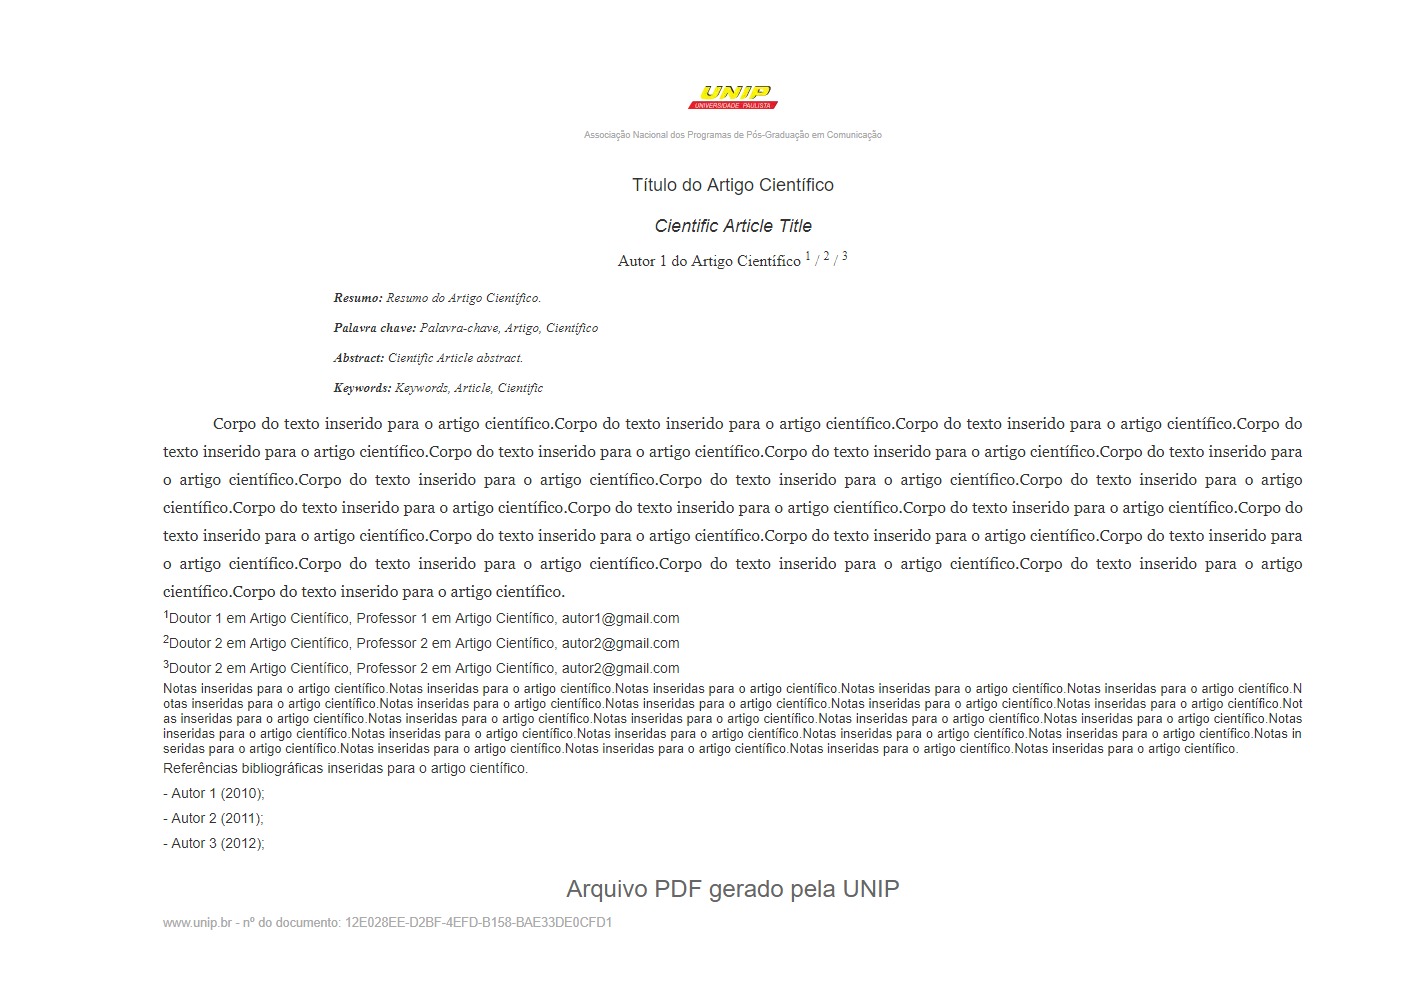 UNIP
UNIVERSIDADE PAULISTA
Associação Nacional dos Programas de Pós-Graduação em Comunicação
Título do Artigo Científico
Cientific Article Title
Autor 1 do Artigo Científico 1 / 2 / 3
Resumo: Resumo do Artigo Científico.
Palavra chave: Palavra-chave, Artigo, Científico
Abstract: Cientific Article abstract.
Keywords: Keywords, Article, Cientific
Corpo do texto inserido para o artigo científico.Corpo do texto inserido para o artigo científico.Corpo do texto inserido para o artigo científico.Corpo do
texto inserido para o artigo científico.Corpo do texto inserido para o artigo científico.Corpo do texto inserido para o artigo científico.Corpo do texto inserido para
o artigo científico.Corpo do texto inserido para o artigo científico.Corpo do texto inserido para o artigo científico.Corpo do texto inserido para o artigo
científico.Corpo do texto inserido para o artigo científico.Corpo do texto inserido para o artigo científico.Corpo do texto inserido para o artigo científico.Corpo do
texto inserido para o artigo científico.Corpo do texto inserido para o artigo científico.Corpo do texto inserido para o artigo científico.Corpo do texto inserido para
o artigo científico.Corpo do texto inserido para o artigo científico.Corpo do texto inserido para o artigo científico.Corpo do texto inserido para o artigo
científico.Corpo do texto inserido para o artigo científico.
1Doutor 1 em Artigo Científico, Professor 1 em Artigo Científico, autor1@gmail.com
2Doutor 2 em Artigo Científico, Professor 2 em Artigo Científico, autor2@gmail.com
3Doutor 2 em Artigo Científico, Professor 2 em Artigo Científico, autor2@gmail.com
Notas inseridas para o artigo científico.Notas inseridas para o artigo científico.Notas inseridas para o artigo científico.Notas inseridas para o artigo científico.Notas inseridas para o artigo científico.N
otas inseridas para o artigo científico.Notas inseridas para o artigo científico.Notas inseridas para o artigo científico.Notas inseridas para o artigo científico.Notas inseridas para o artigo científico.Not
as inseridas para o artigo científico.Notas inseridas para o artigo científico.Notas inseridas para o artigo científico.Notas inseridas para o artigo científico.Notas inseridas para o artigo científico.Notas
inseridas para o artigo científico.Notas inseridas para o artigo científico.Notas inseridas para o artigo científico.Notas inseridas para o artigo científico.Notas inseridas para o artigo científico.Notas in
seridas para o artigo científico.Notas inseridas para o artigo científico.Notas inseridas para o artigo científico.Notas inseridas para o artigo científico.Notas inseridas para o artigo científico.
Referências bibliográficas inseridas para o artigo científico.
- Autor 1 (2010);
- Autor 2 (2011);
- Autor 3 (2012);
Arquivo PDF gerado pela UNIP
www.unip.br - nº do documento: 12E028EE-D2BF-4EFD-B158-BAE33DE0CFD1